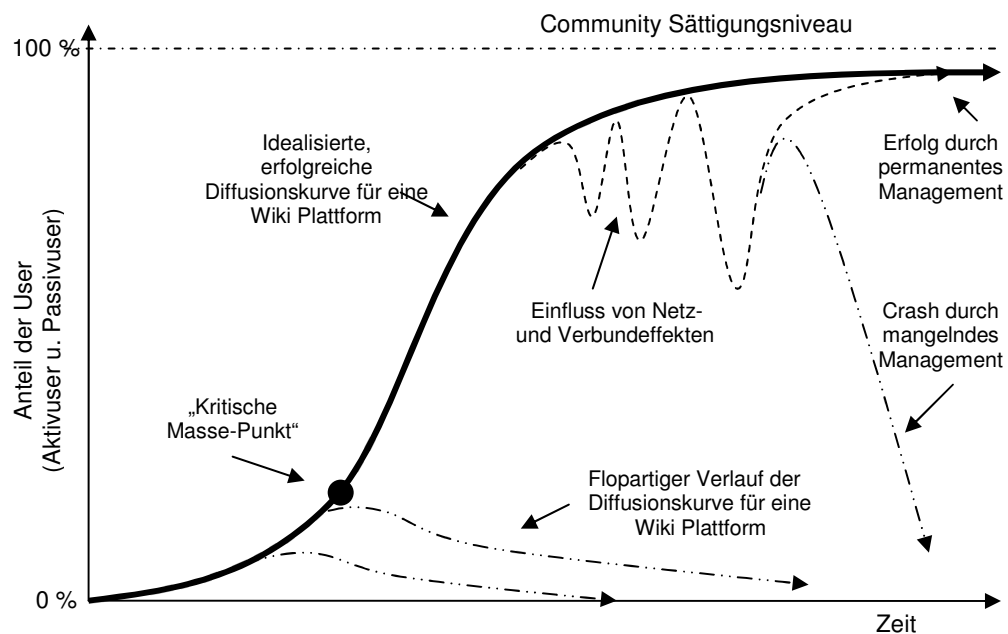 Community Sättigungsniveau
100 %
Idealisierte,
erfolgreiche
Diffusionskurve für eine
Wiki Plattform
Erfolg durch
permanentes
Management
Anteil der User
(Aktivuser u. Passivuser)
Einfluss von Netz-
und Verbundeffekten
Crash durch
mangelndes
Management
„Kritische
Masse-Punkt“
Flopartiger Verlauf der
Diffusionskurve für eine
Wiki Plattform
0 %
Zeit